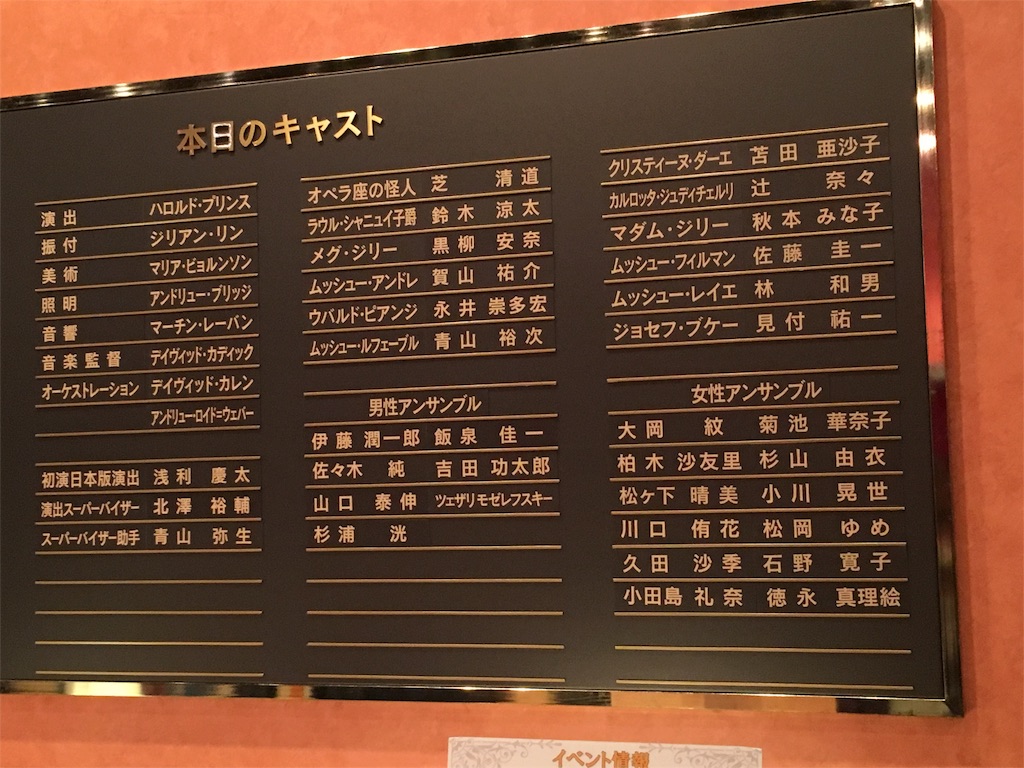 本日のキャスト
演出 ハロルド・プリンス
振付 ジリアン・リン
美術 マリア・ビョルンソン
照明 アンドリュー・ブリッジ
音響 マーチン・レーバン
音楽監督 デイヴィッド・カディック
オーケストレーション デイヴィッド・カレン
アンドリュー・ロイド=ウェバー
初演日本版演出 浅利 慶太
演出スーパーバイザー 北澤 裕輔
スーパーバイザー助手 青山 弥生
オペラ座の怪人 芝 清道
ラウル・シャニュイ子爵 鈴木 涼太
メグ・ジリー 黒柳 安奈
ムッシュー・アンドレ 賀山 祐介
ウバルド・ピアンジ 永井 崇多宏
ムッシュー・ルフェーブル 青山 裕次
男性アンサンブル
伊藤 潤一郎 飯泉 佳一
佐々木 純 吉田 功太郎
山口 泰伸 ツェザリモゼレフスキー
杉浦 洸
クリスティーヌ・ダーエ 苫田 亜沙子
カルロッタ・ジュディチェルリ 辻 奈々
マダム・ジリー 秋本 みな子
ムッシュー・フィルマン 佐藤 圭一
ムッシュー・レイエ 林 和男
ジョセフ・ブケー 見付 祐一
女性アンサンブル
大岡 紋 菊池 華奈子
柏木 沙友里 杉山 由衣
松ヶ下 晴美 小川 晃世
川口 侑花 松岡 ゆめ
久田 沙季 石野 寛子
小田島 礼奈 徳永 真理絵
イベント情報